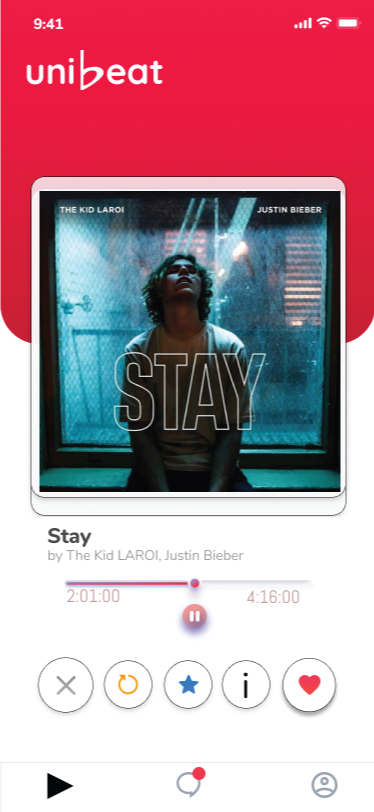 9:41
unibeat
THE KID LAROI
JUSTIN BIEBER
STAY
Stay
by The Kid LAROI, Justin Bieber
2:01:00
4:16:00
i